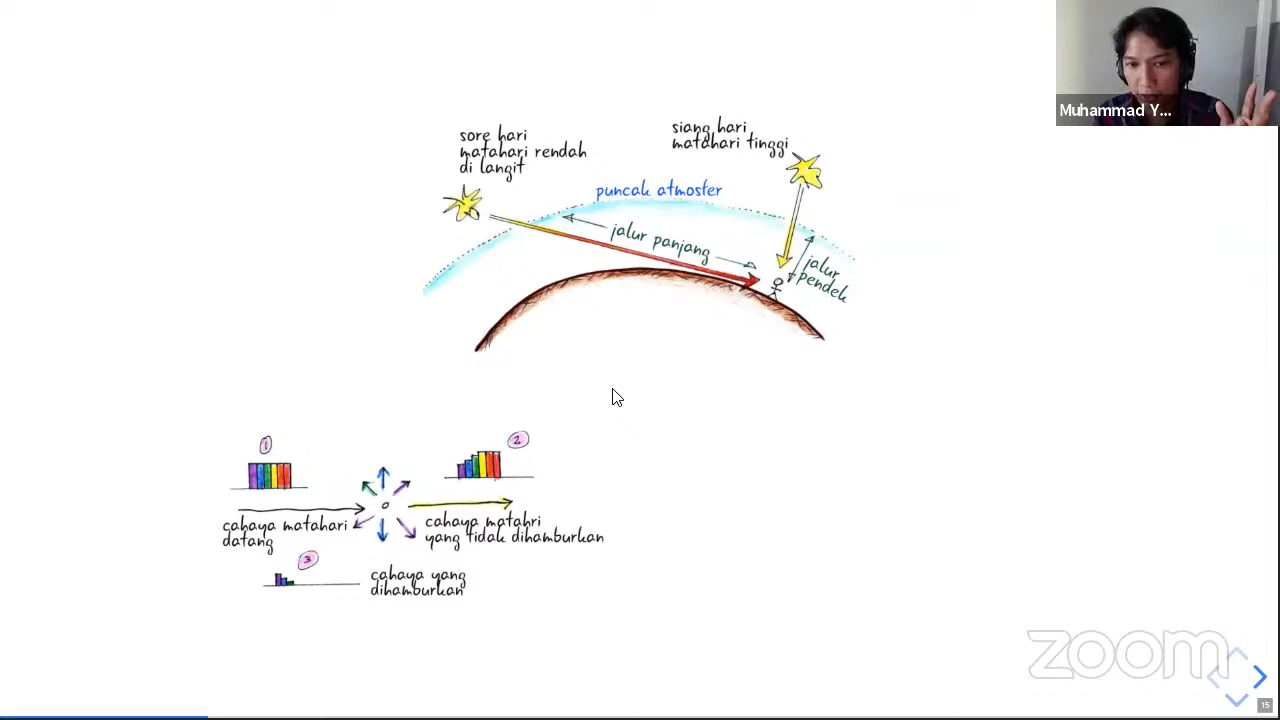 Muhammad Y...
sore hari
matahari rendah
di langit
siang hari
matahari tinggi
puncak atmosfer
jalur panjang
jalur
pendek
1
2
cahaya matahari
datang
cahaya matahri
yang tidak dihamburkan
3
cahaya yang
dihamburkan
zoom
15